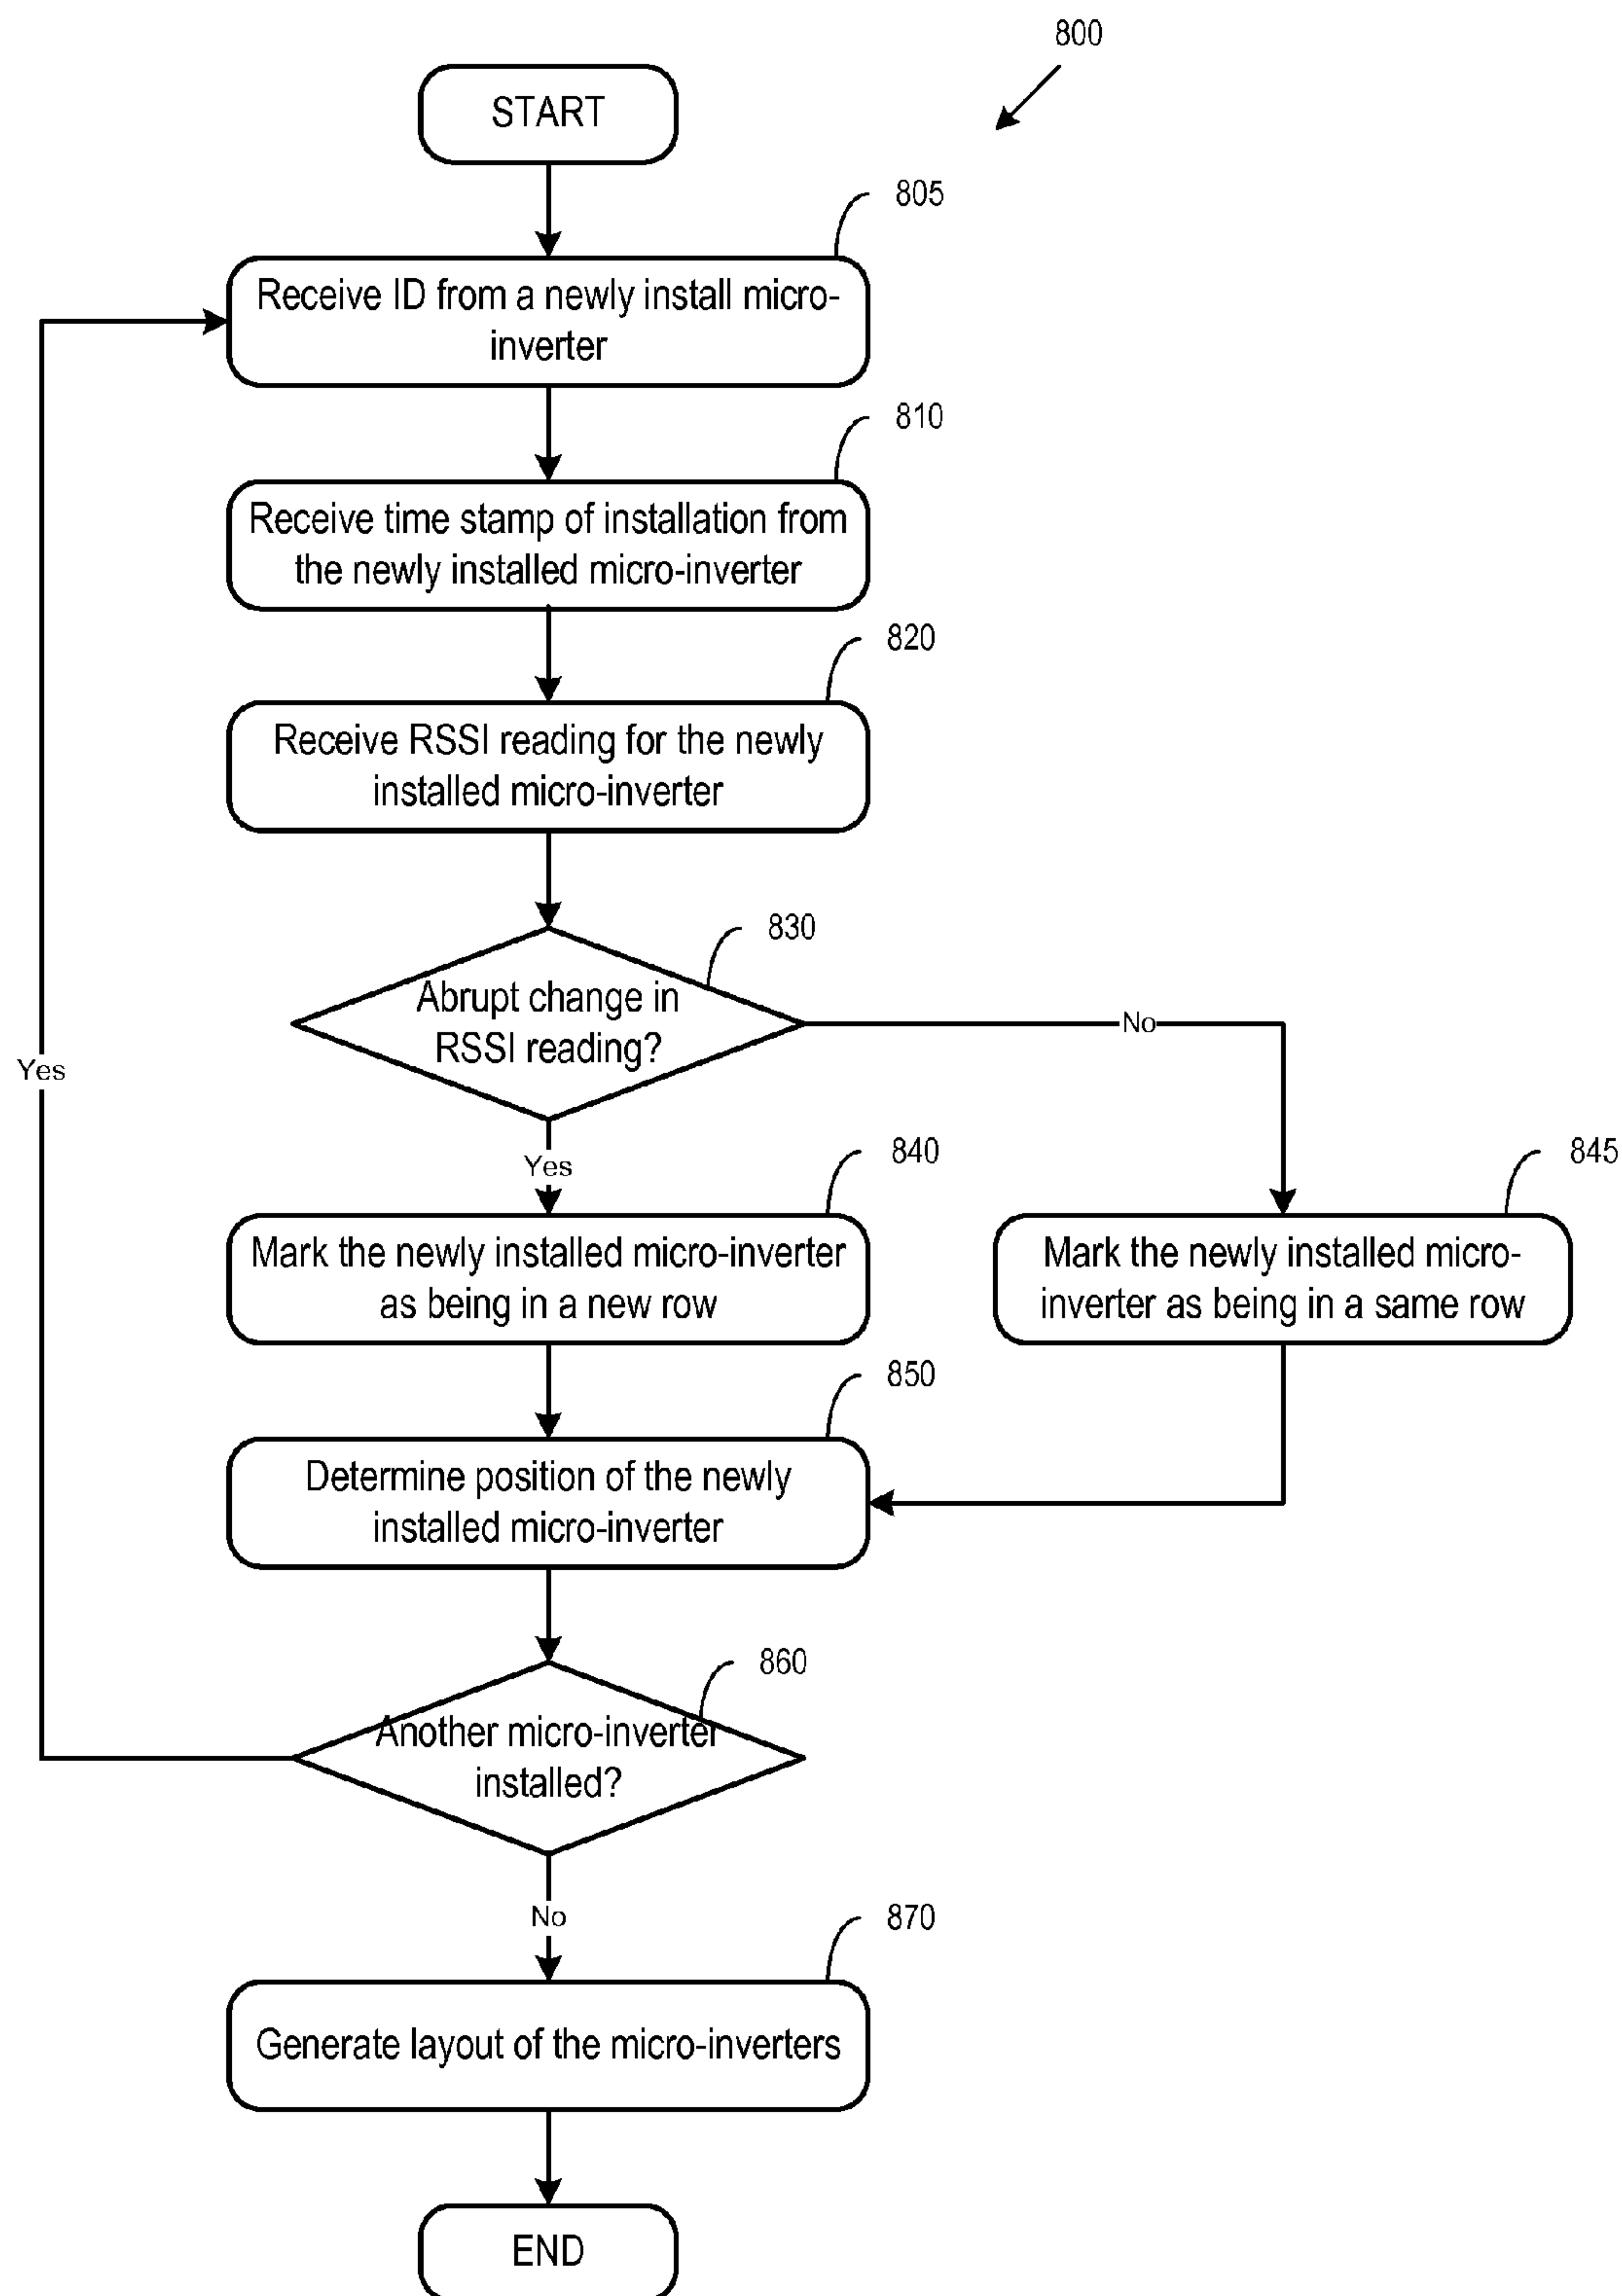 800
START
805
Receive ID from a newly install micro-
inverter
810
Receive time stamp of installation from
the newly installed micro-inverter
820
Receive RSSI reading for the newly
installed micro-inverter
830
Abrupt change in
RSSI reading?
No
Yes
Yes
840
Mark the newly installed micro-inverter
as being in a new row
845
Mark the newly installed micro-
inverter as being in a same row
850
Determine position of the newly
installed micro-inverter
860
Another micro-inverter
installed?
No
870
Generate layout of the micro-inverters
END